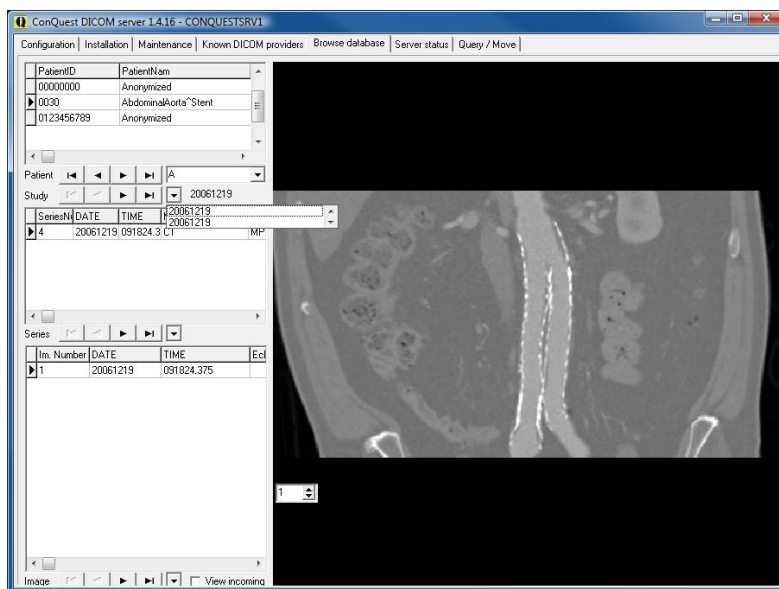 ConQuest DICOM server 1.4.16 - CONQUESTSRV1
Configuration Installation Maintenance Known DICOM providers Browse database Server status Query / Move
PatientID PatientNam
00000000 Anonymized
0030 AbdominalAorta^Stent
0123456789 Anonymized
Patient A
Study 20061219
20061219
20061219
SeriesN DATE TIME
4 20061219 091824.3 CT MP
Series
Im. Number DATE TIME Ecl
1 20061219 091824.375
1
Image View incoming